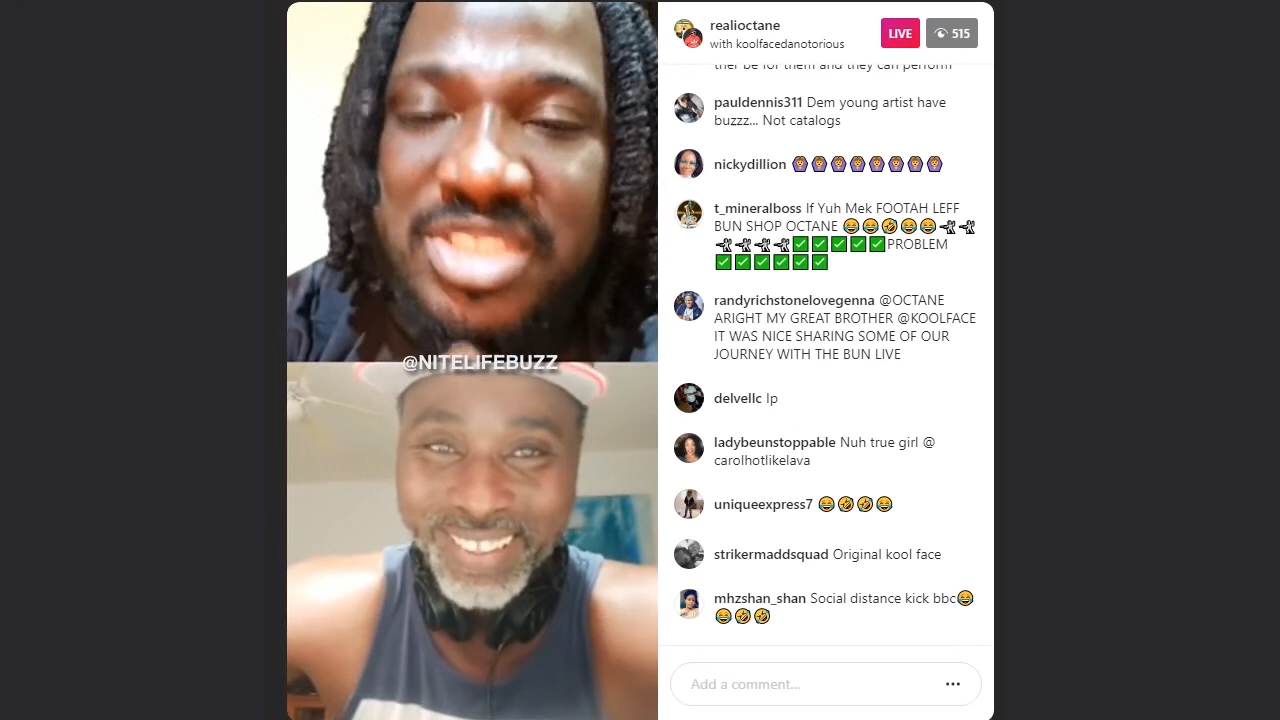 realioctane
with koolfacedanotorious
LIVE
515
ther be for them and they can perform
pauldennis311 Dem young artist have
buzzz... Not catalogs
nickydillion
t_mineralboss If Yuh Mek FOOTAH LEFF
BUN SHOP OCTANE 😂😂🤣😂😂
PROBLEM
randyrichstonelovegenna @OCTANE
ARIGHT MY GREAT BROTHER @KOOLFACE
IT WAS NICE SHARING SOME OF OUR
JOURNEY WITH THE BUN LIVE
@NITELIFEBUZZ
delvellc lp
ladybeunstoppable Nuh true girl @
carolhotlikelava
uniqueexpress7 😂🤣🤣😂
strikermaddsquad Original kool face
mhzshan_shan Social distance kick bbc😂
😂🤣🤣
Add a comment...